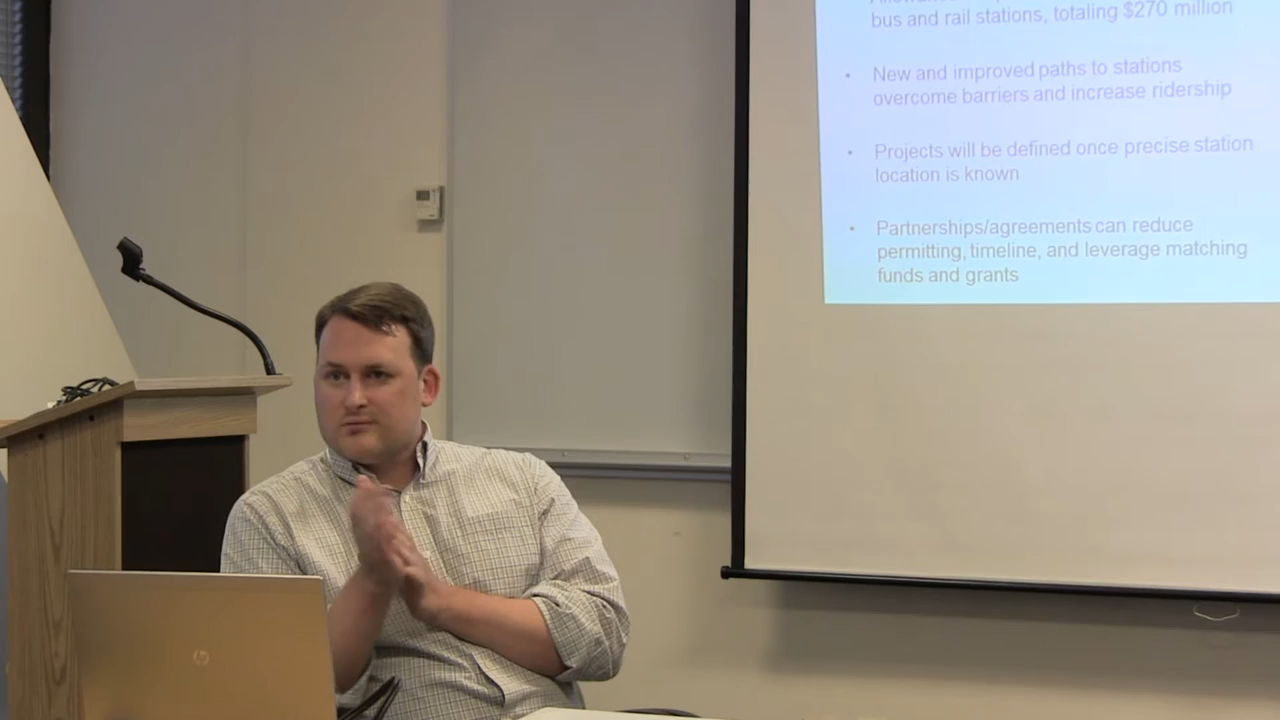 bus and rail stations, totaling $270 million
• New and improved paths to stations
overcome barriers and increase ridership
• Projects will be defined once precise station
location is known
• Partnerships/agreements can reduce
permitting, timeline, and leverage matching
funds and grants
hp